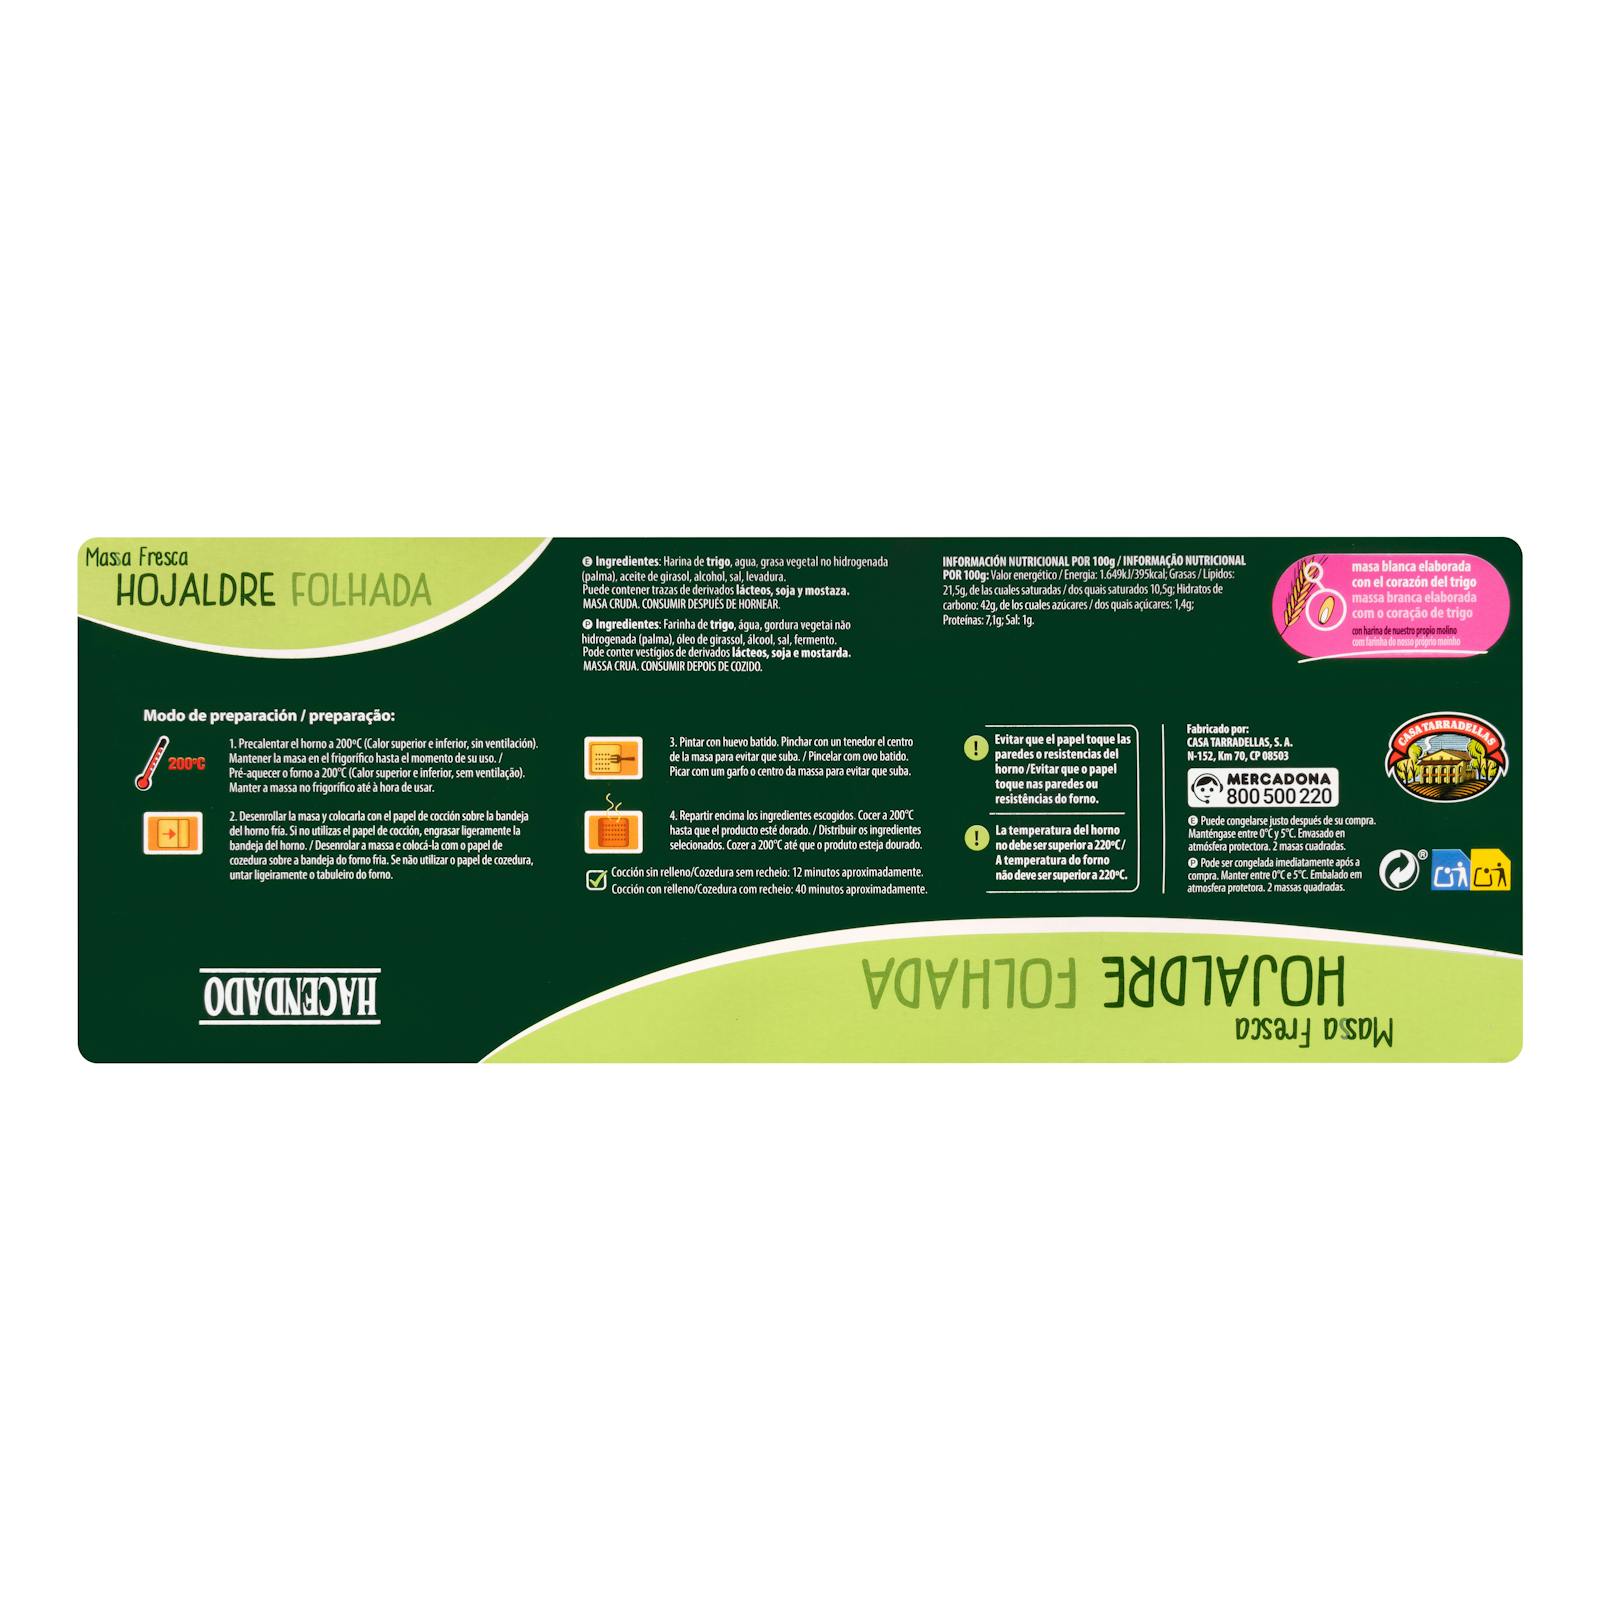 Massa Fresca
HOJALDRE FOLHADA
E Ingredientes: Harina de trigo, agua, grasa vegetal no hidrogenada
(palma), aceite de girasol, alcohol, sal, levadura.
Puede contener trazas de derivados lácteos, soja y mostaza.
MASA CRUDA. CONSUMIR DESPUÉS DE HORNEAR.
P Ingredientes: Farinha de trigo, água, gordura vegetai não
hidrogenada (palma), óleo de girassol, álcool, sal, fermento.
Pode conter vestígios de derivados lácteos, soja e mostarda.
MASSA CRUA. CONSUMIR DEPOIS DE COZIDO.
INFORMACIÓN NUTRICIONAL POR 100g / INFORMAÇÃO NUTRICIONAL
POR 100g: Valor energético / Energia: 1.649kJ/395kcal; Grasas / Lípidos:
21,5g, de las cuales saturadas / dos quais saturados 10,5g; Hidratos de
carbono: 42g, de los cuales azúcares / dos quais açúcares: 1,4g;
Proteínas: 7,1g; Sal: 1g.
masa blanca elaborada
con el corazón del trigo
massa branca elaborada
com o coração de trigo
con harina de nuestro propio molino
com farinha do nosso próprio moinho
Modo de preparación / preparação:
200ºC
1. Precalentar el horno a 200ºC (Calor superior e inferior, sin ventilación).
Mantener la masa en el frigorífico hasta el momento de su uso. /
Pré-aquecer o forno a 200ºC (Calor superior e inferior, sem ventilação).
Manter a massa no frigorífico até à hora de usar.
2. Desenrollar la masa y colocarla con el papel de cocción sobre la bandeja
del horno fría. Si no utilizas el papel de cocción, engrasar ligeramente la
bandeja del horno. / Desenrolar a massa e colocá-la com o papel de
cozedura sobre a bandeja do forno fria. Se não utilizar o papel de cozedura,
untar ligeiramente o tabuleiro do forno.
3. Pintar con huevo batido. Pinchar con un tenedor el centro
de la masa para evitar que suba. / Pincelar com ovo batido.
Picar com um garfo o centro da massa para evitar que suba.
4. Repartir encima los ingredientes escogidos. Cocer a 200ºC
hasta que el producto esté dorado. / Distribuir os ingredientes
selecionados. Cozer a 200ºC até que o produto esteja dourado.
Cocción sin relleno/Cozedura sem recheio: 12 minutos aproximadamente.
Cocción con relleno/Cozedura com recheio: 40 minutos aproximadamente.
! Evitar que el papel toque las
paredes o resistencias del
horno /Evitar que o papel
toque nas paredes ou
resistências do forno.
! La temperatura del horno
no debe ser superior a 220ºC /
A temperatura do forno
não deve ser superior a 220ºC.
Fabricado por:
CASA TARRADELLAS, S. A.
N-152, Km 70, CP 08503
MERCADONA
800 500 220
CASA TARRADELLAS
E Puede congelarse justo después de su compra.
Manténgase entre 0ºC y 5ºC. Envasado en
atmósfera protectora. 2 masas cuadradas.
P Pode ser congelada imediatamente após a
compra. Manter entre 0ºC e 5ºC. Embalado em
atmosfera protetora. 2 massas quadradas.
®
HACENDADO
Massa Fresca
HOJALDRE FOLHADA